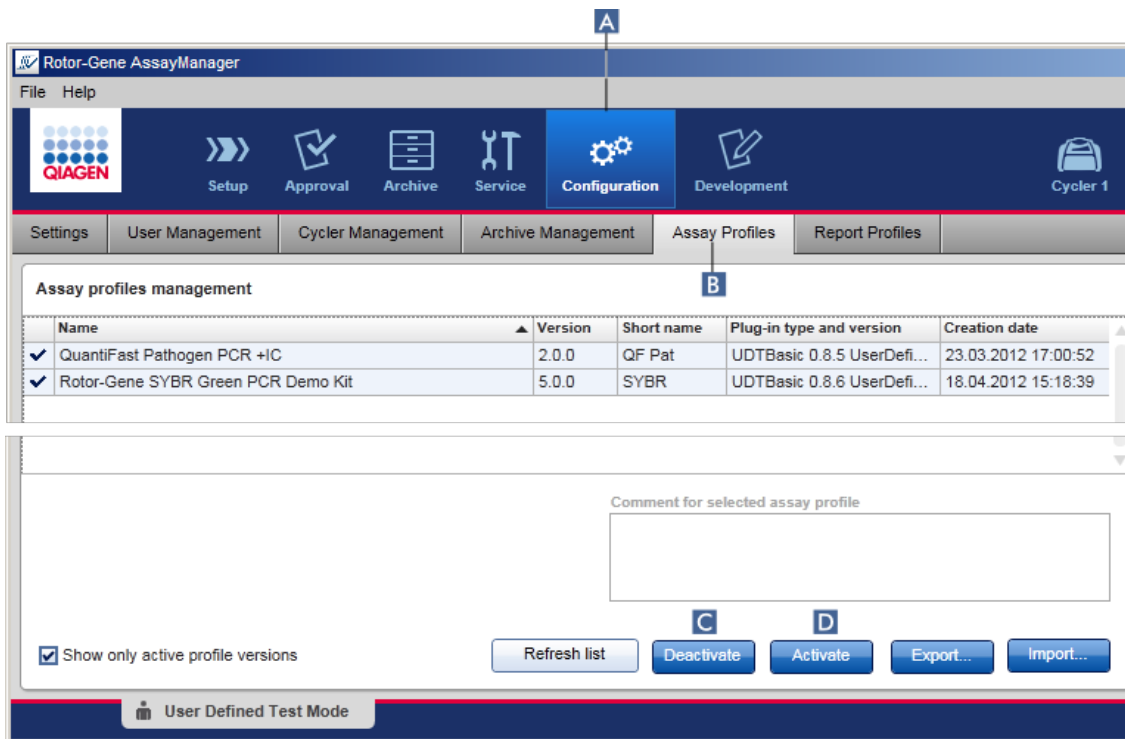 A
Rotor-Gene AssayManager
File Help
QIAGEN
Setup Approval Archive Service Configuration Development Cycler 1
Settings User Management Cycler Management Archive Management Assay Profiles Report Profiles
B
Assay profiles management
Name Version Short name Plug-in type and version Creation date
QuantiFast Pathogen PCR +IC 2.0.0 QF Pat UDTBasic 0.8.5 UserDefi... 23.03.2012 17:00:52
Rotor-Gene SYBR Green PCR Demo Kit 5.0.0 SYBR UDTBasic 0.8.6 UserDefi... 18.04.2012 15:18:39
Comment for selected assay profile
C D
Show only active profile versions Refresh list Deactivate Activate Export... Import...
User Defined Test Mode